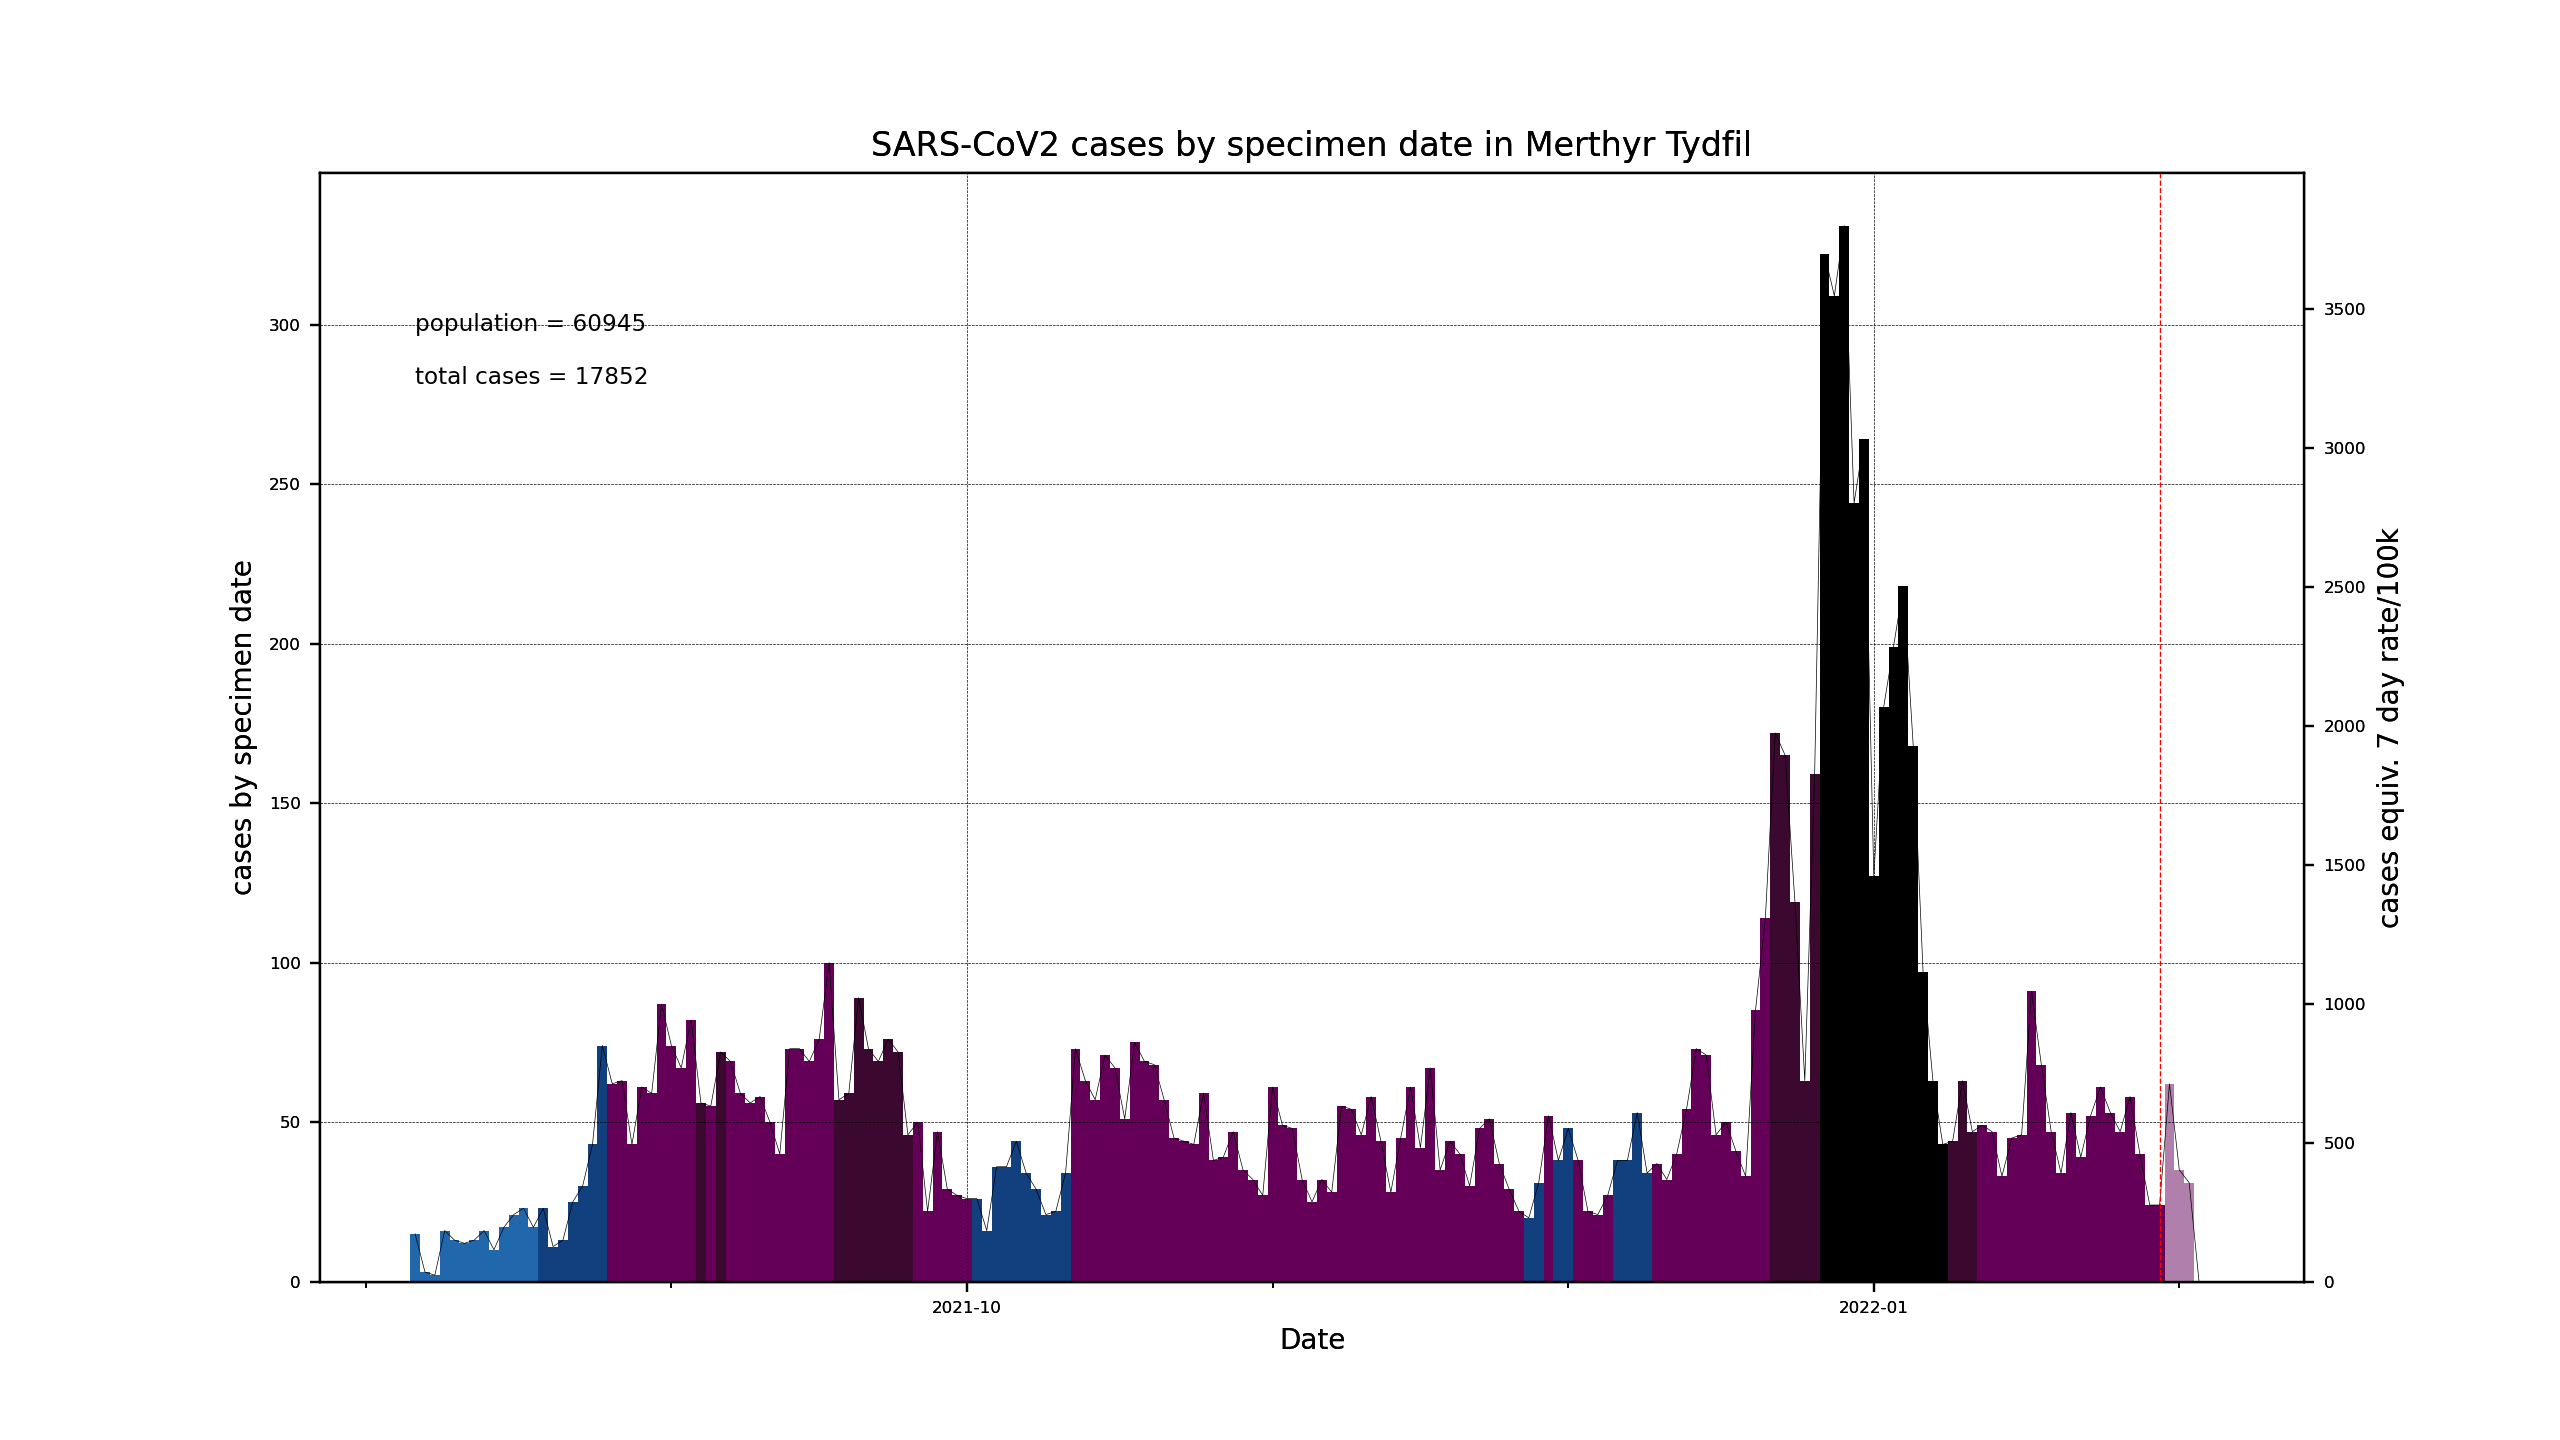 SARS-CoV2 cases by specimen date in Merthyr Tydfil
population = 60945
total cases = 17852
cases by specimen date
300
250
200
150
100
50
0
3500
3000
2500
2000
1500
1000
500
0
cases equiv. 7 day rate/100k
2021-10
2022-01
Date